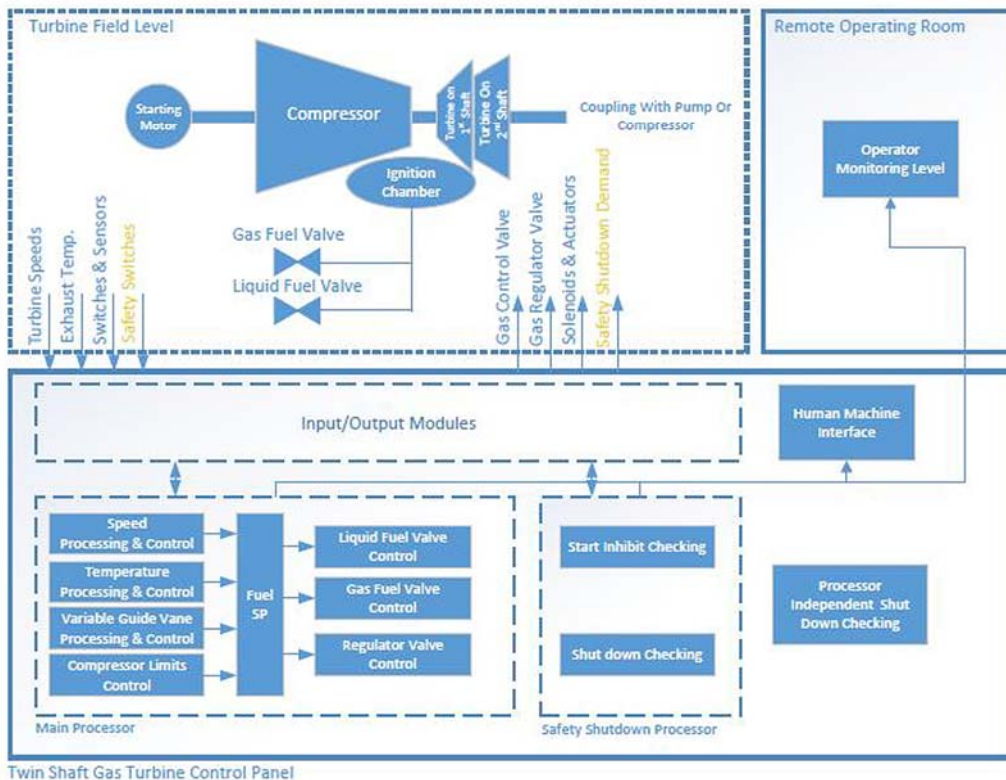 Turbine Field Level
Remote Operating Room
Starting
Motor
Compressor
Turbine on
1st Shaft
Turbine On
2nd Shaft
Coupling With Pump Or
Compressor
Ignition
Chamber
Gas Fuel Valve
Liquid Fuel Valve
Operator
Monitoring Level
Turbine Speeds
Exhaust Temp.
Switches & Sensors
Safety Switches
Gas Control Valve
Gas Regulator Valve
Solenoids & Actuators
Safety Shutdown Demand
Input/Output Modules
Human Machine
Interface
Speed
Processing & Control
Temperature
Processing & Control
Variable Guide Vane
Processing & Control
Compressor Limits
Control
Fuel
SP
Liquid Fuel Valve
Control
Gas Fuel Valve
Control
Regulator Valve
Control
Main Processor
Start Inhibit Checking
Shut down Checking
Safety Shutdown Processor
Processor
Independent Shut
Down Checking
Twin Shaft Gas Turbine Control Panel